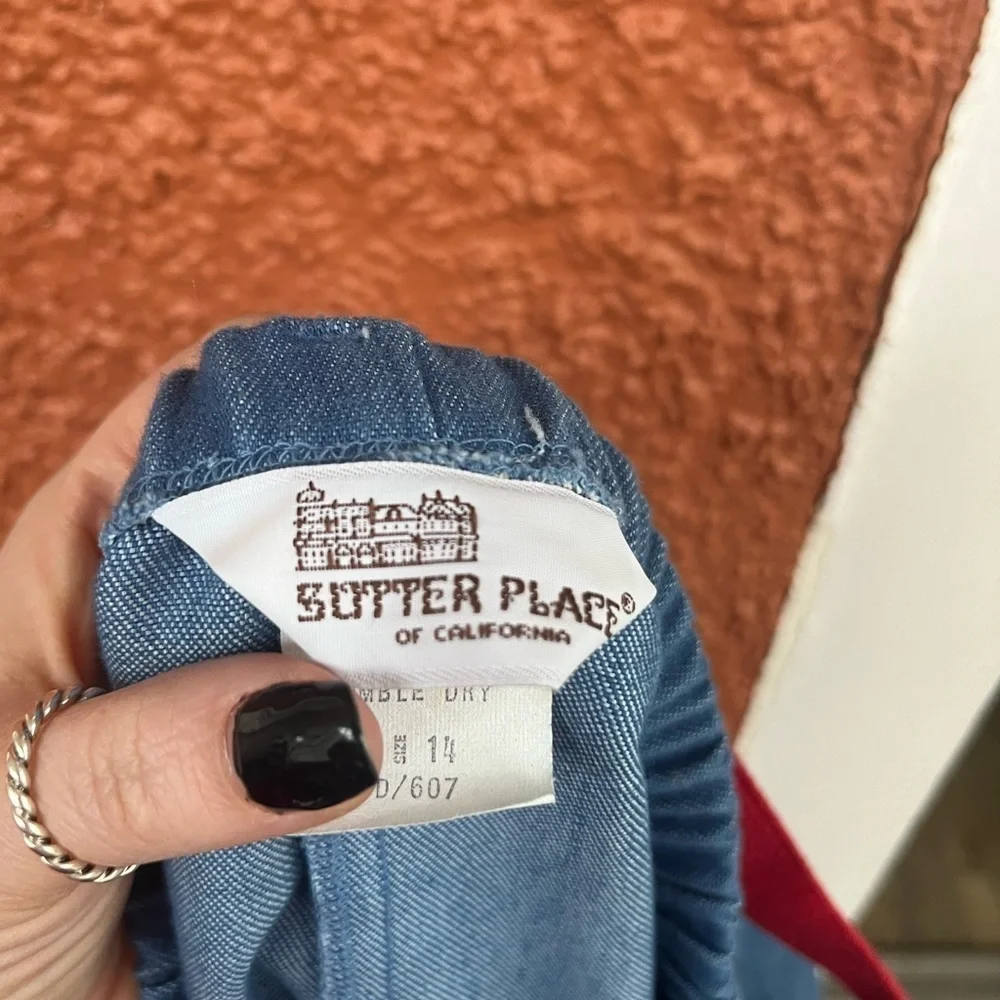 SUTTER PLACE®
OF CALIFORNIA
MBLE DRY
SIZE 14
D/607